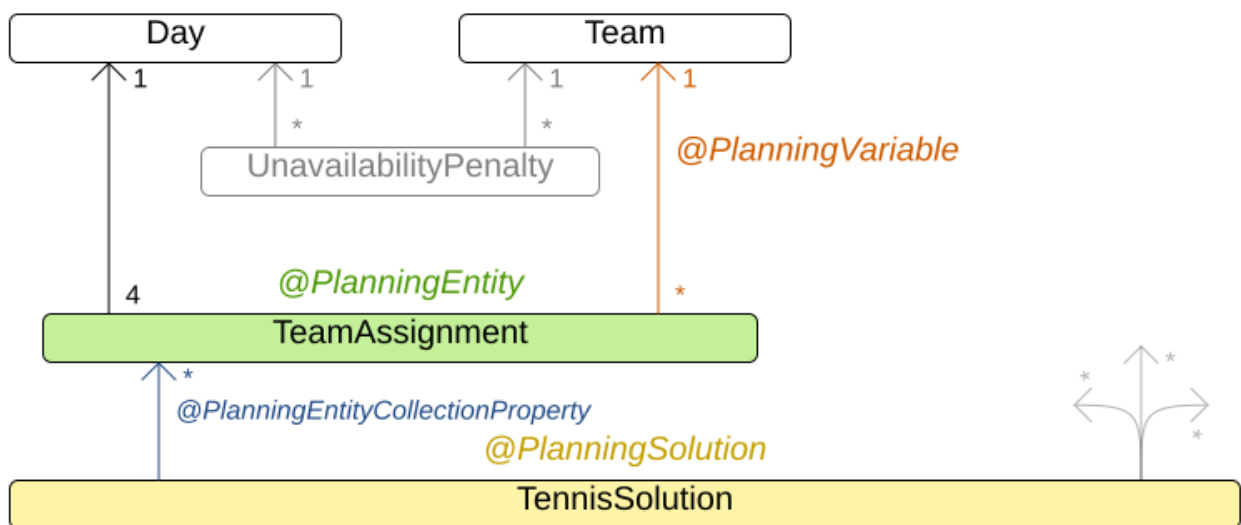 Day
Team
1
1
1
1
*
*
@PlanningVariable
UnavailabilityPenalty
@PlanningEntity
4
*
TeamAssignment
*
*
*
@PlanningEntityCollectionProperty
*
@PlanningSolution
TennisSolution